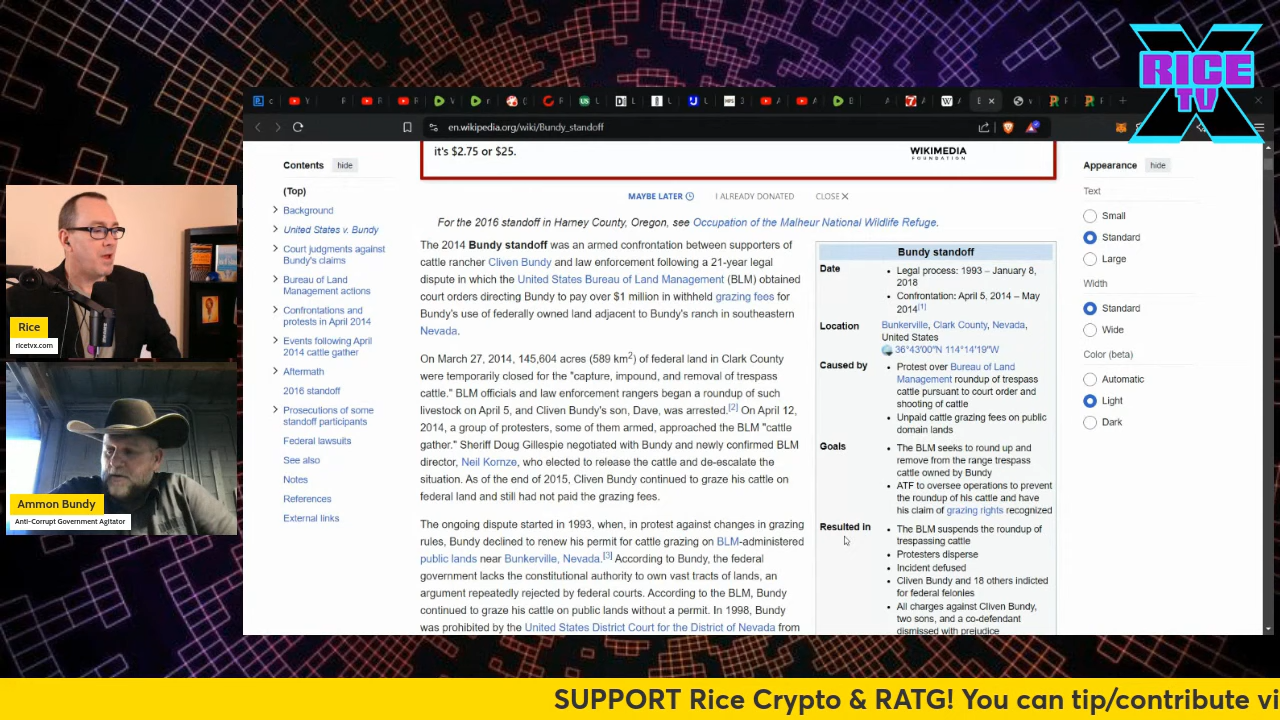 RICE
TV
en.wikipedia.org/wiki/Bundy_standoff
it's $2.75 or $25.
WIKIMEDIA
FOUNDATION
MAYBE LATER
I ALREADY DONATED
CLOSE
Contents
hide
(Top)
Background
United States v. Bundy
Court judgments against
Bundy's claims
Bureau of Land
Management actions
Confrontations and
protests in April 2014
Events following April
2014 cattle gather
Aftermath
2016 standoff
Prosecutions of some
standoff participants
Federal lawsuits
See also
Notes
References
External links
For the 2016 standoff in Harney County, Oregon, see Occupation of the Malheur National Wildlife Refuge.
The 2014 Bundy standoff was an armed confrontation between supporters of
cattle rancher Cliven Bundy and law enforcement following a 21-year legal
dispute in which the United States Bureau of Land Management (BLM) obtained
court orders directing Bundy to pay over $1 million in withheld grazing fees for
Bundy's use of federally owned land adjacent to Bundy's ranch in southeastern
Nevada.
On March 27, 2014, 145,604 acres (589 km2) of federal land in Clark County
were temporarily closed for the "capture, impound, and removal of trespass
cattle." BLM officials and law enforcement rangers began a roundup of such
livestock on April 5, and Cliven Bundy's son, Dave, was arrested.[2] On April 12,
2014, a group of protesters, some of them armed, approached the BLM "cattle
gather." Sheriff Doug Gillespie negotiated with Bundy and newly confirmed BLM
director, Neil Kornze, who elected to release the cattle and de-escalate the
situation. As of the end of 2015, Cliven Bundy continued to graze his cattle on
federal land and still had not paid the grazing fees.
The ongoing dispute started in 1993, when, in protest against changes in grazing
rules, Bundy declined to renew his permit for cattle grazing on BLM-administered
public lands near Bunkerville, Nevada.[3] According to Bundy, the federal
government lacks the constitutional authority to own vast tracts of lands, an
argument repeatedly rejected by federal courts. According to the BLM, Bundy
continued to graze his cattle on public lands without a permit. In 1998, Bundy
was prohibited by the United States District Court for the District of Nevada from
Bundy standoff
Date
Legal process: 1993 – January 8,
2018
Confrontation: April 5, 2014 – May
2014[1]
Location
Bunkerville, Clark County, Nevada,
United States
36°43′00″N 114°14′19″W
Caused by
Protest over Bureau of Land
Management roundup of trespass
cattle pursuant to court order and
shooting of cattle
Unpaid cattle grazing fees on public
domain lands
Goals
The BLM seeks to round up and
remove from the range trespass
cattle owned by Bundy
ATF to oversee operations to prevent
the roundup of his cattle and have
his claim of grazing rights recognized
Resulted in
The BLM suspends the roundup of
trespassing cattle
Protesters disperse
Incident defused
Cliven Bundy and 18 others indicted
for federal felonies
All charges against Cliven Bundy,
two sons, and a co-defendant
dismissed with prejudice
Appearance
hide
Text
Small
Standard
Large
Width
Standard
Wide
Color (beta)
Automatic
Light
Dark
Rice
ricetvx.com
Ammon Bundy
Anti-Corrupt Government Agitator
SUPPORT Rice Crypto & RATG! You can tip/contribute vi